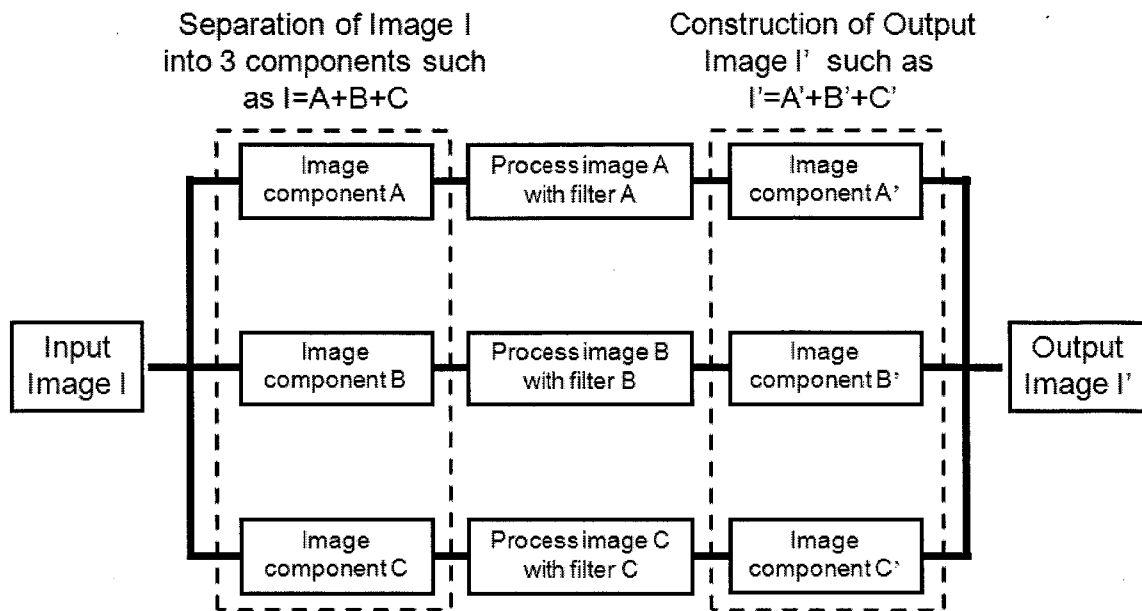 Separation of Image I
into 3 components such
as I=A+B+C
Construction of Output
Image I' such as
I'=A'+B'+C'
Image
component A
Process image A
with filter A
Image
component A'
Input
Image I
Image
component B
Process image B
with filter B
Image
component B'
Output
Image I'
Image
component C
Process image C
with filter C
Image
component C'